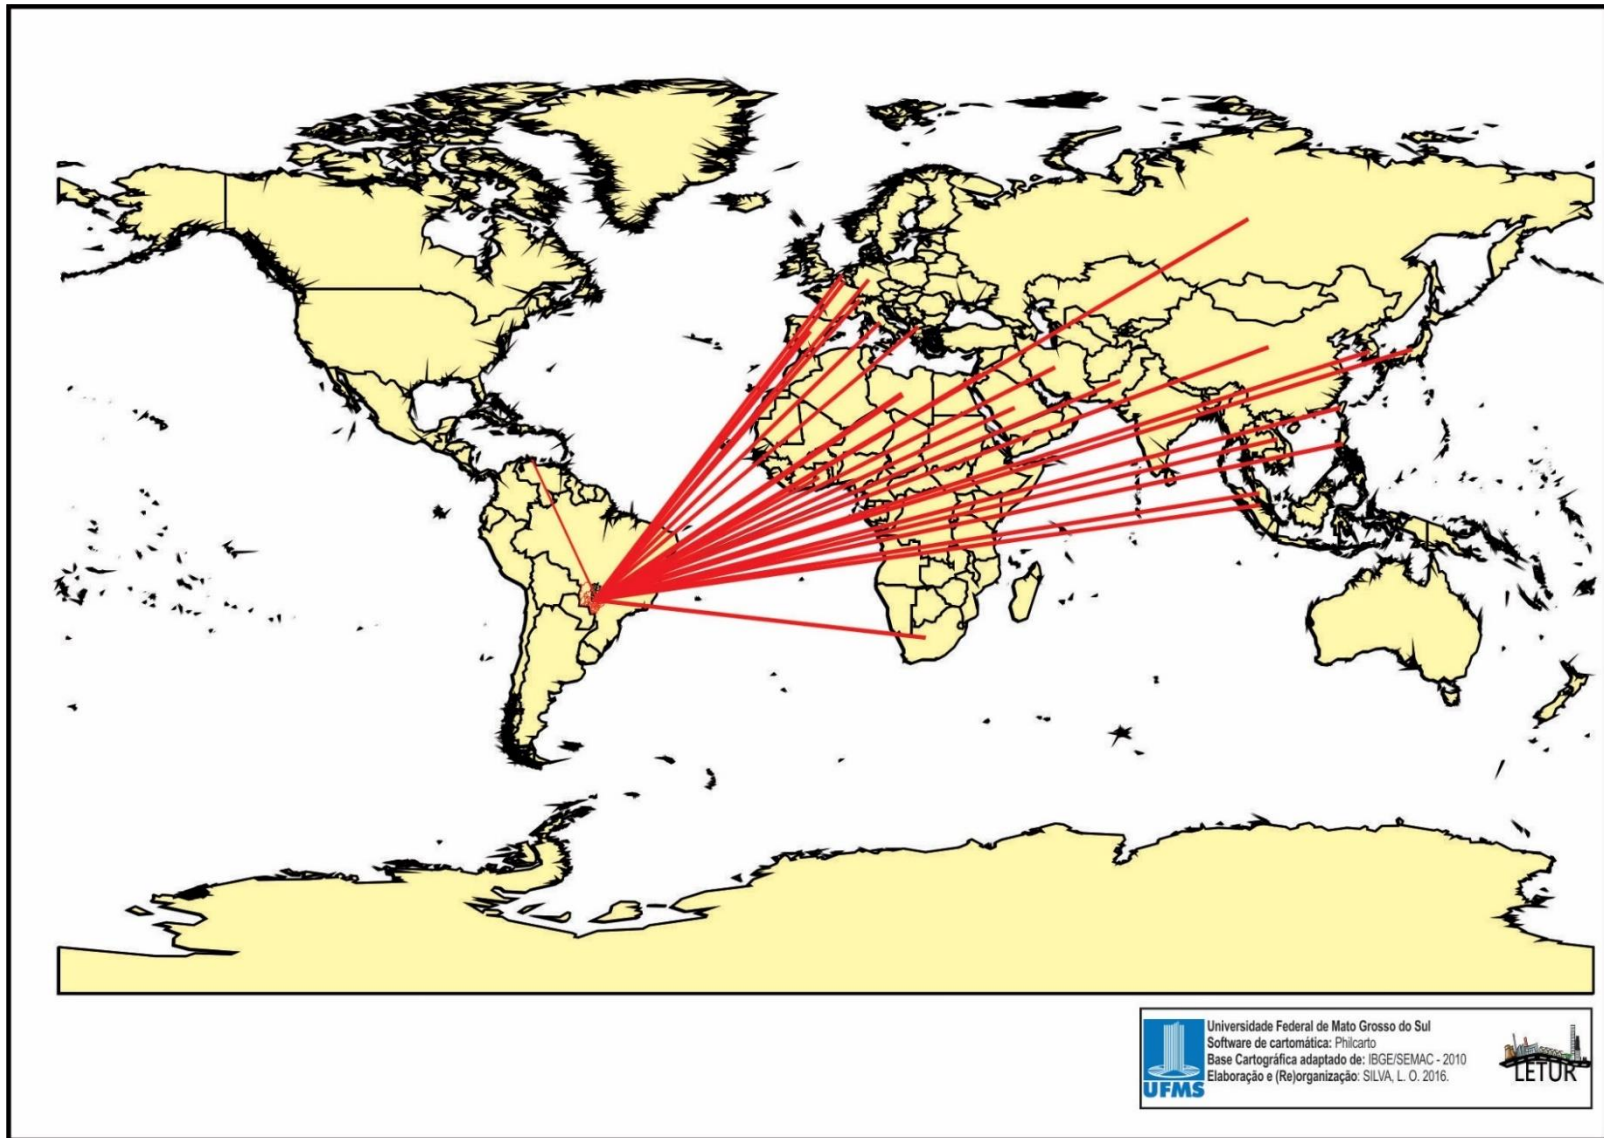 Universidade Federal de Mato Grosso do Sul
Software de cartomática: Philcarto
Base Cartográfica adaptado de: IBGE/SEMAC - 2010
Elaboração e (Re)organização: SILVA, L. O. 2016.
UFMS
LETUR